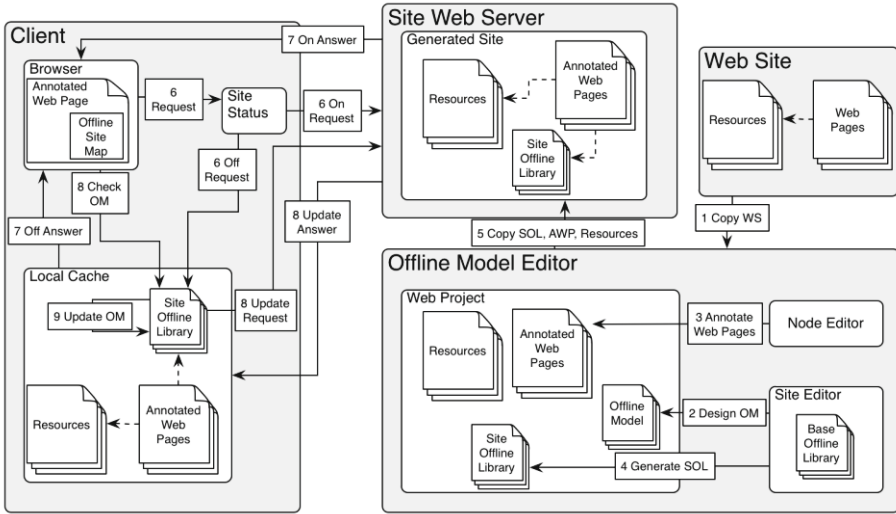 Client
7 On Answer
Browser
Annotated
Web Page
Offline
Site
Map
6
Request
Site
Status
6 On
Request
6 Off
Request
8 Check
OM
7 Off Answer
8 Update
Answer
Local Cache
9 Update OM
Site
Offline
Library
8 Update
Request
Resources
Annotated
Web
Pages
Site Web Server
Generated Site
Resources
Annotated
Web
Pages
Site
Offline
Library
Web Site
Resources
Web
Pages
1 Copy WS
5 Copy SOL, AWP, Resources
Offline Model Editor
Web Project
Resources
Annotated
Web
Pages
3 Annotate
Web Pages
Node Editor
Offline
Model
2 Design OM
Site Editor
Base
Offline
Library
Site
Offline
Library
4 Generate SOL